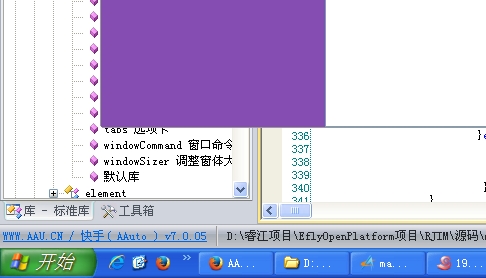 tabs 选项卡
windowCommand 窗口命令
windowSizer 调整窗体大
默认库
element
库 - 标准库 工具箱
336 }e
337
338
339
340 }
341 }
WWW.AAU.CN / 快手( AAuto ) v7.0.05 D:\睿江项目\EflyOpenPlatform项目\RJTIM\源码\
开始 AA... D:... ma... 19...